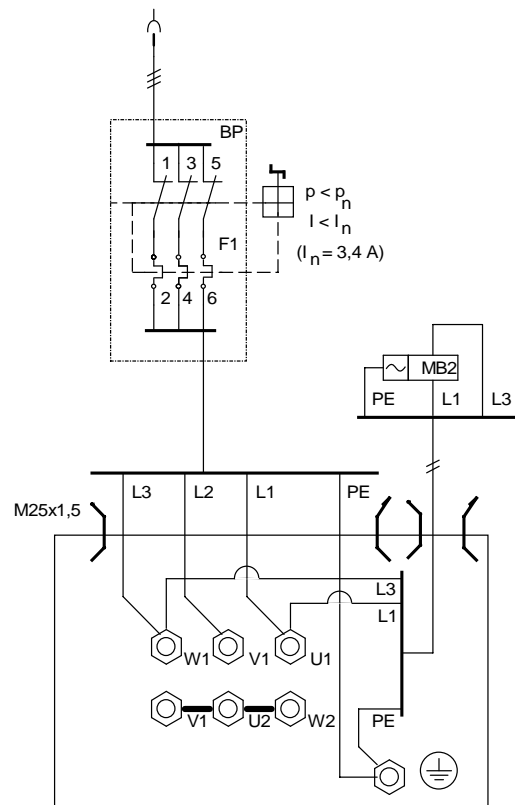 BP
1 3 5
p < pn
I < In
F1
(In = 3,4 A)
2 4 6
MB2
PE L1 L3
L3 L2 L1 PE
M25x1,5
L3
L1
W1 V1 U1
V1 U2 W2
PE